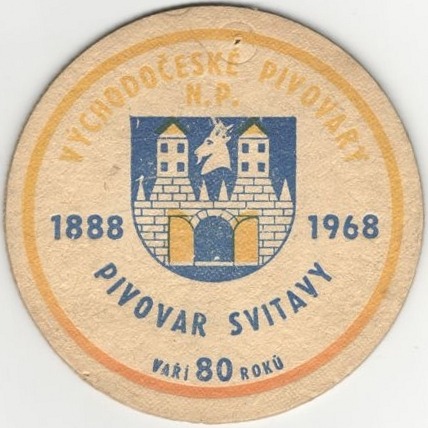 VÝCHODOČESKÉ PIVOVARY
N.P.
1888 1968
PIVOVAR SVITAVY
VAŘÍ 80 ROKŮ